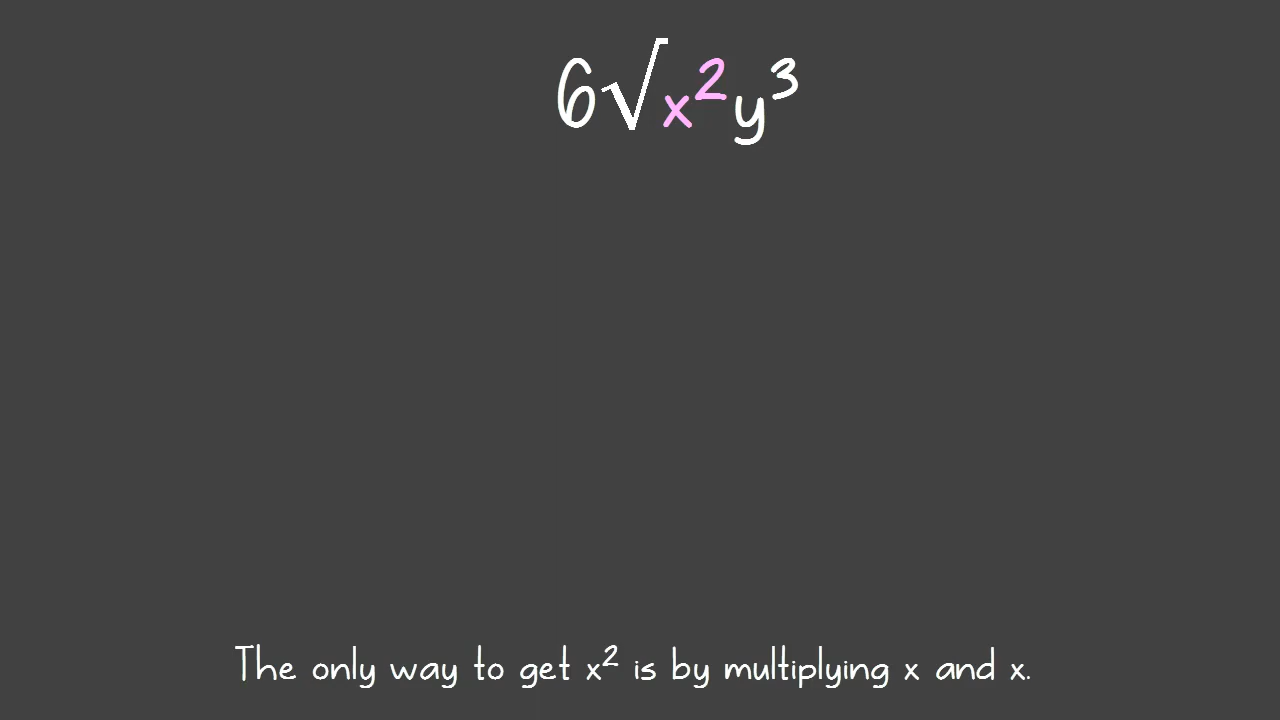 6√x²y³
The only way to get x² is by multiplying x and x.